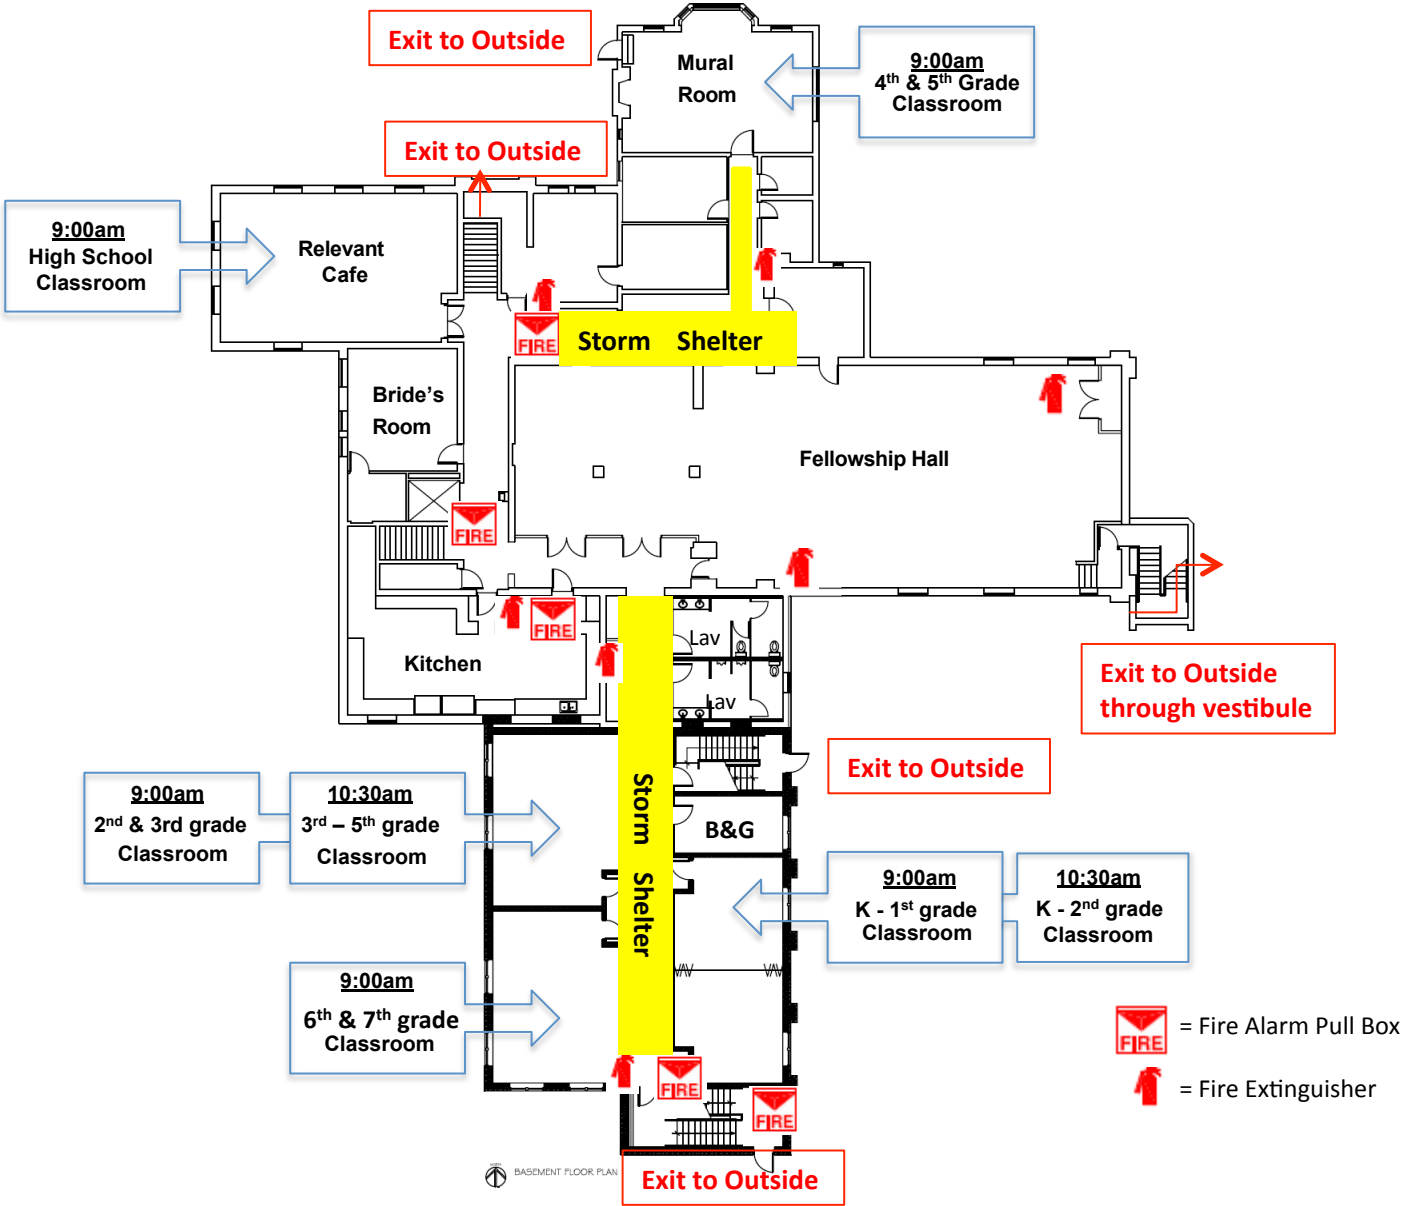 Exit to Outside
Mural
Room
9:00am
4th & 5th Grade
Classroom
Exit to Outside
9:00am
High School
Classroom
Relevant
Cafe
FIRE
Storm Shelter
Bride's
Room
Fellowship Hall
FIRE
FIRE
Kitchen
Lav
Lav
Exit to Outside
through vestibule
Exit to Outside
9:00am
2nd & 3rd grade
Classroom
10:30am
3rd – 5th grade
Classroom
Storm Shelter
B&G
9:00am
K - 1st grade
Classroom
10:30am
K - 2nd grade
Classroom
9:00am
6th & 7th grade
Classroom
FIRE
FIRE
FIRE = Fire Alarm Pull Box
= Fire Extinguisher
BASEMENT FLOOR PLAN
Exit to Outside